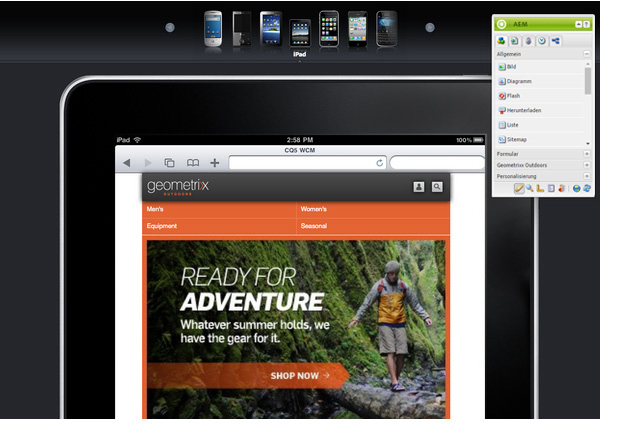 iPad
AEM
Allgemein
Bild
Diagramm
Flash
Herunterladen
Liste
Sitemap
Formular
Geometrixx Outdoors
Personalisierung
iPad
2:58 PM
100%
CQ5 WCM
geometrixx
OUTDOORS
Men's
Women's
Equipment
Seasonal
READY FOR
ADVENTURE
Whatever summer holds, we
have the gear for it.
SHOP NOW